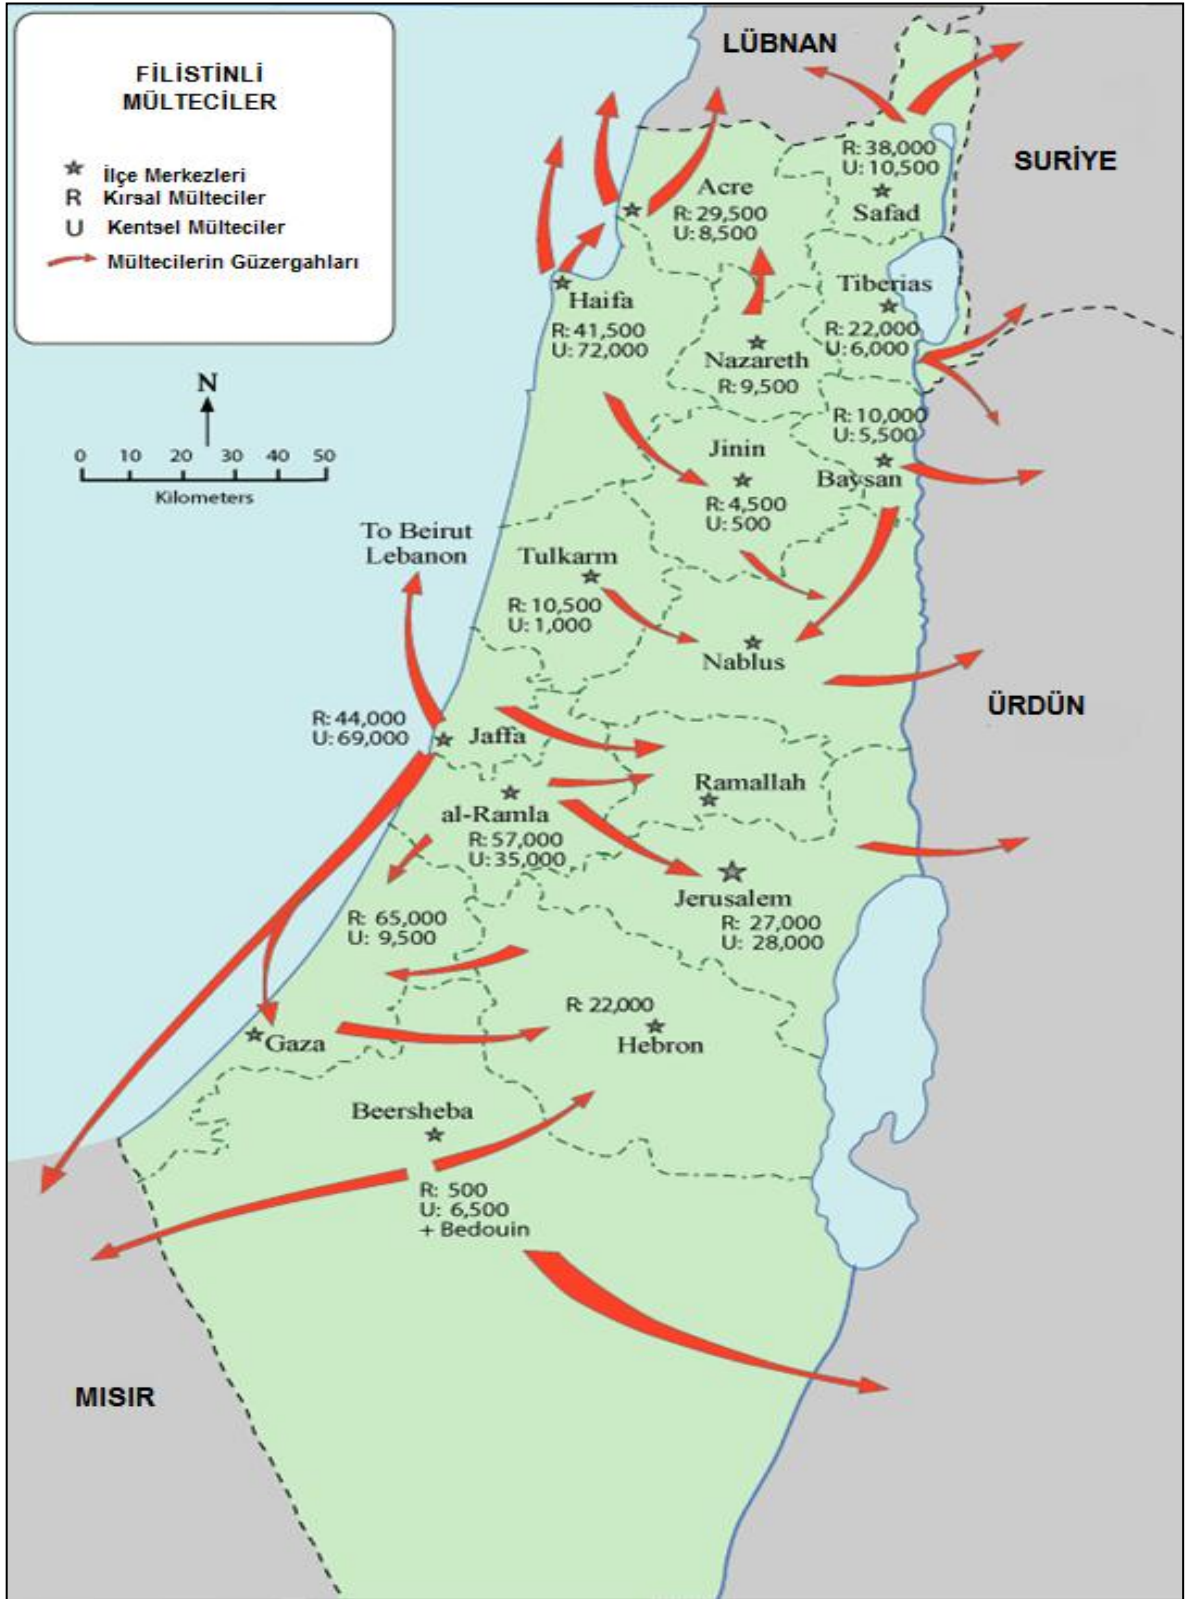 FİLİSTİNLİ
MÜLTECİLER
İlçe Merkezleri
R Kırsal Mülteciler
U Kentsel Mülteciler
Mültecilerin Güzergahları
N
0 10 20 30 40 50
Kilometers
LÜBNAN
SURİYE
R: 38,000
U: 10,500
Safad
Acre
R: 29,500
U: 8,500
Haifa
R: 41,500
U: 72,000
Tiberias
R: 22,000
U: 6,000
Nazareth
R: 9,500
R: 10,000
U: 5,500
Baysan
Jinin
R: 4,500
U: 500
To Beirut
Lebanon
Tulkarm
R: 10,500
U: 1,000
Nablus
ÜRDÜN
R: 44,000
U: 69,000
Jaffa
Ramallah
al-Ramla
R: 57,000
U: 35,000
Jerusalem
R: 27,000
U: 28,000
R: 65,000
U: 9,500
Gaza
R: 22,000
Hebron
Beersheba
R: 500
U: 6,500
+ Bedouin
MISIR